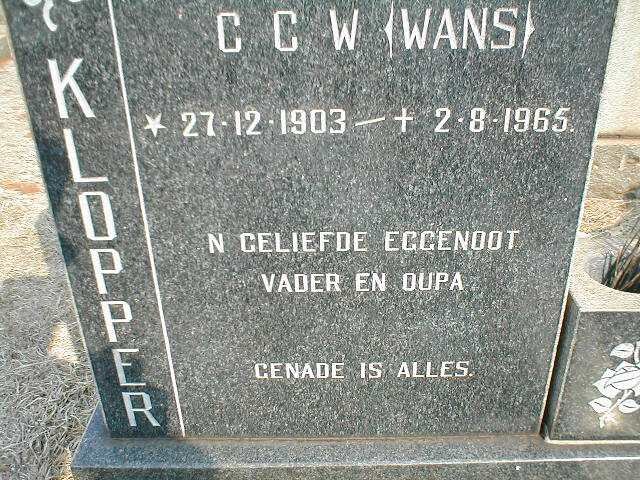 KLOPPER
C C W (WANS)
* 27·12·1903 — + 2·8·1965.
N GELIEFDE EGGENOOT
VADER EN OUPA
GENADE IS ALLES.